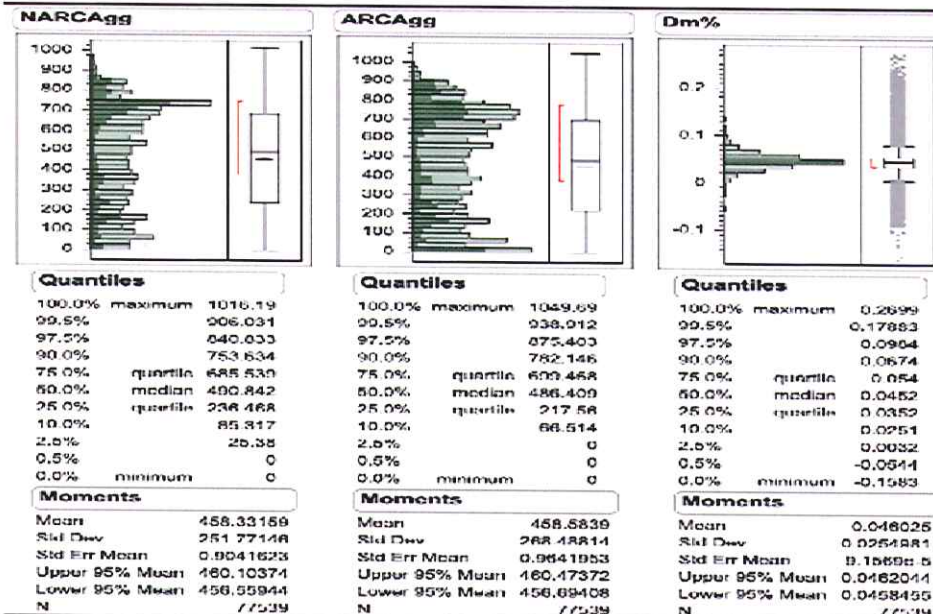 NARCAgg
1000
900
800
700
600
500
400
300
200
100
0
Quantiles
100.0% maximum 1016.19
99.5% 906.031
97.5% 840.833
90.0% 753.634
75.0% quartile 685.539
50.0% median 490.842
25.0% quartile 236.468
10.0% 85.317
2.5% 25.38
0.5% 0
0.0% minimum 0
Moments
Mean 458.33159
Std Dev 251.77146
Std Err Mean 0.9041623
Upper 95% Mean 460.10374
Lower 95% Mean 456.55944
N 77539
ARCAgg
1000
900
800
700
600
500
400
300
200
100
0
Quantiles
100.0% maximum 1049.69
99.5% 938.912
97.5% 875.403
90.0% 782.146
75.0% quartile 699.468
50.0% median 486.409
25.0% quartile 217.56
10.0% 66.514
2.5% 0
0.5% 0
0.0% minimum 0
Moments
Mean 458.5839
Std Dev 268.48814
Std Err Mean 0.9641953
Upper 95% Mean 460.47372
Lower 95% Mean 456.69408
N 77539
Dm%
0.2
0.1
0
-0.1
Quantiles
100.0% maximum 0.2699
99.5% 0.17883
97.5% 0.0984
90.0% 0.0674
75.0% quartile 0.054
50.0% median 0.0452
25.0% quartile 0.0352
10.0% 0.0251
2.5% 0.0032
0.5% -0.0544
0.0% minimum -0.1583
Moments
Mean 0.046025
Std Dev 0.0254981
Std Err Mean 9.1569e-5
Upper 95% Mean 0.0462044
Lower 95% Mean 0.0458455
N 77539